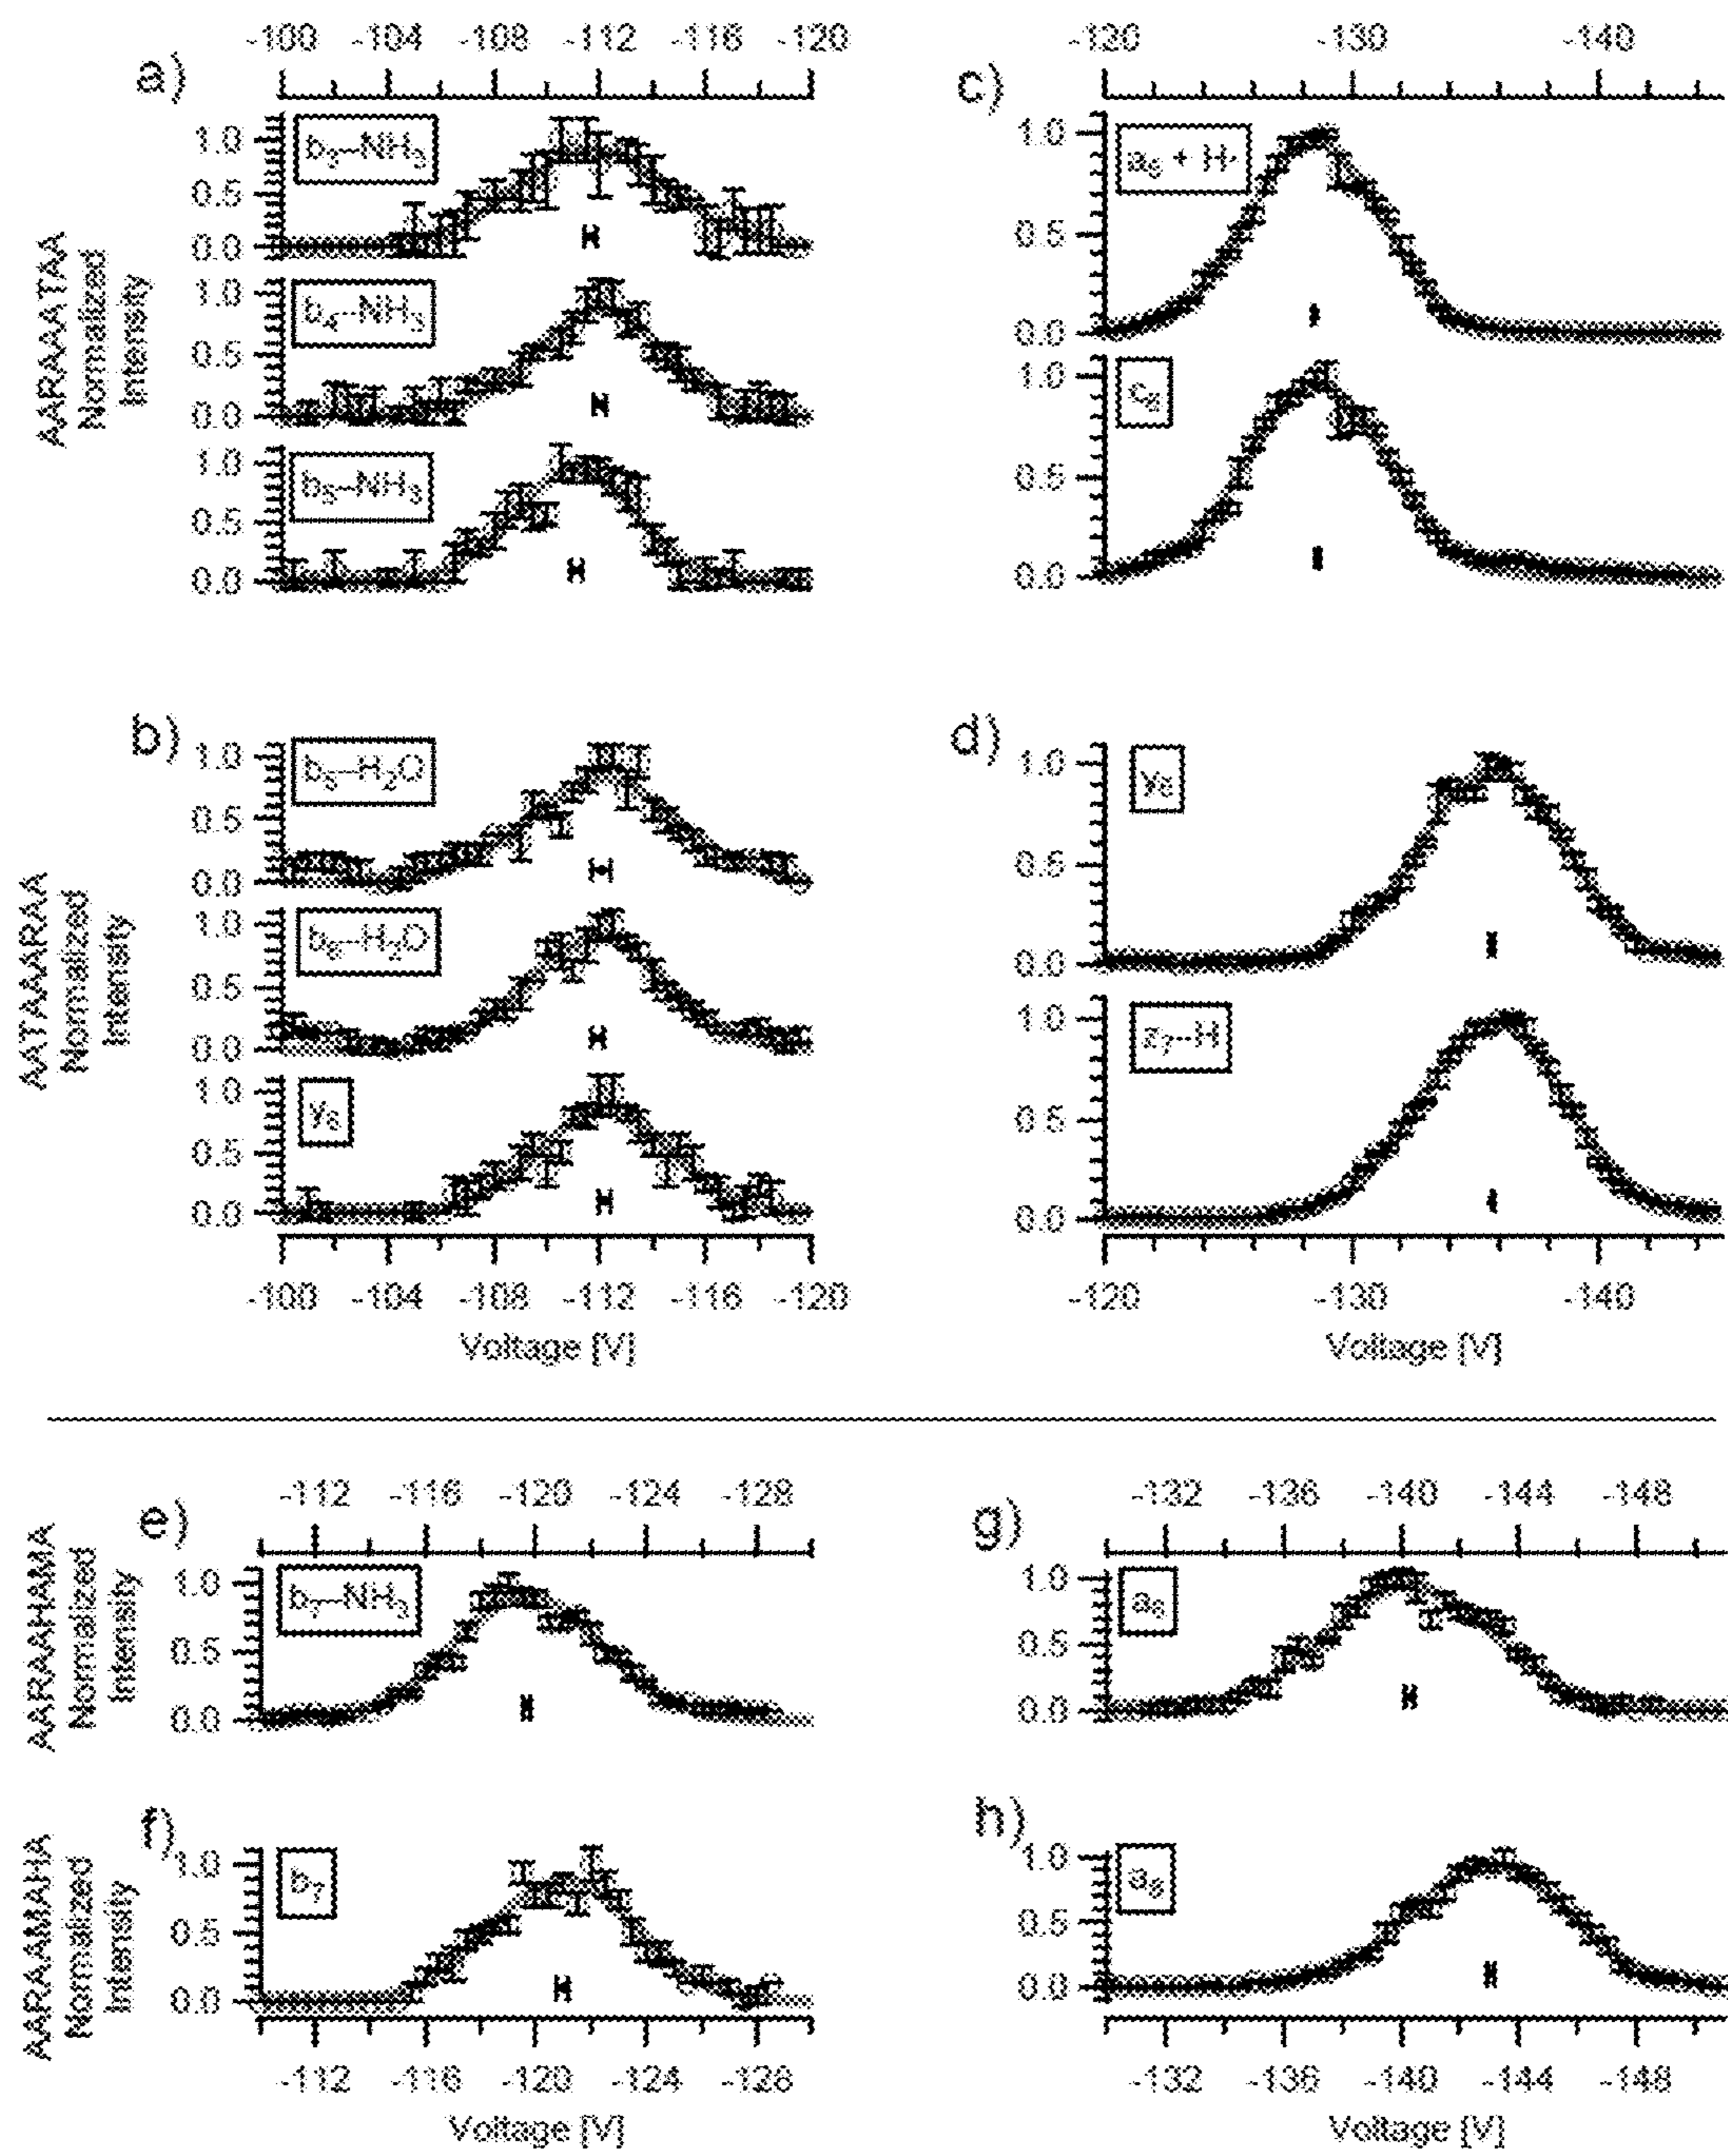 a)
-100 -104 -108 -112 -116 -120
AARAAATAA
Normalized
Intensity
1.0
0.5
0.0
b₃–NH₃
1.0
0.5
0.0
b₄–NH₃
1.0
0.5
0.0
b₅–NH₃
c)
-120 -130 -140
1.0
0.5
0.0
a₆ + H·
1.0
0.5
0.0
b)
AATAAARAA
Normalized
Intensity
1.0
0.5
0.0
b₅–H₂O
1.0
0.5
0.0
b₆–H₂O
1.0
0.5
0.0
-100 -104 -108 -112 -116 -120
Voltage [V]
d)
1.0
0.5
0.0
1.0
0.5
0.0
z₇–H
-120 -130 -140
Voltage [V]
e)
-112 -116 -120 -124 -128
AARAAHAMA
Normalized
Intensity
1.0
0.5
0.0
b₇–NH₃
g)
-132 -136 -140 -144 -148
1.0
0.5
0.0
f)
AARAAMAHA
Normalized
Intensity
1.0
0.5
0.0
b₇
-112 -116 -120 -124 -128
Voltage [V]
h)
1.0
0.5
0.0
-132 -136 -140 -144 -148
Voltage [V]